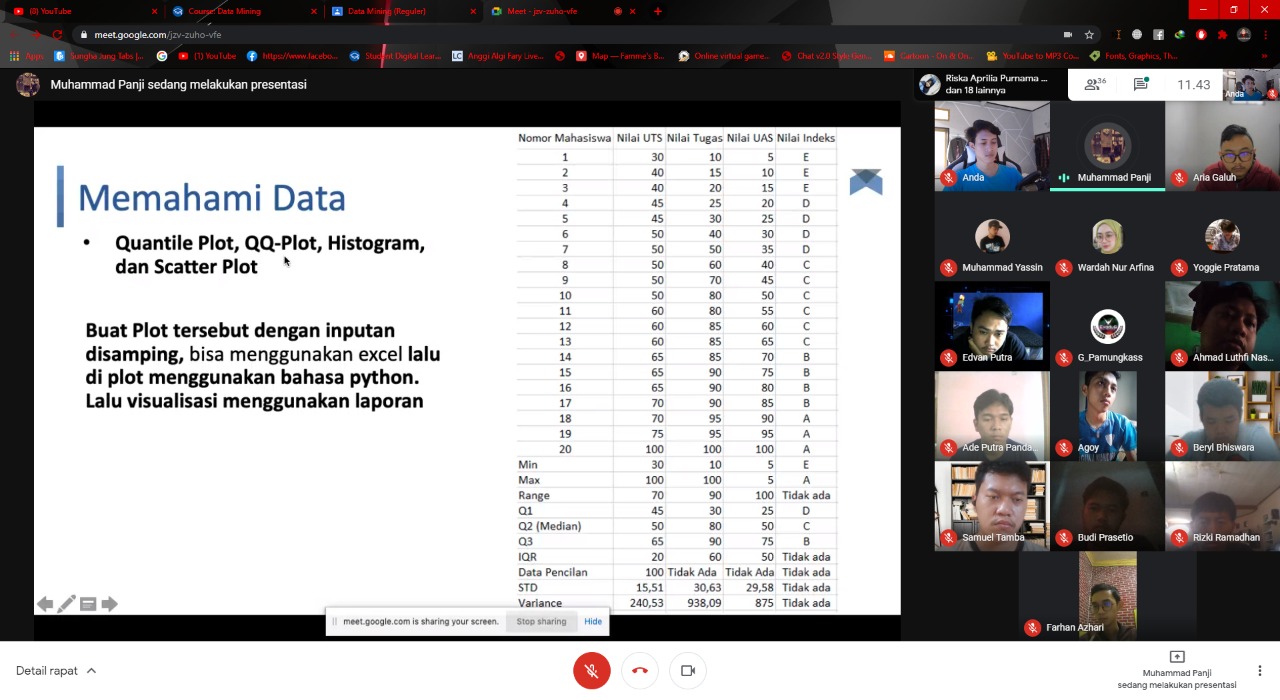 (0) YouTube
Course: Data Mining
Data Mining (Reguler)
Meet - jzv-zuho-vfe
meet.google.com/jzv-zuho-vfe
Apps
Sungha Jung Tabs |...
(1) YouTube
https://www.facebo...
Student Digital Lear...
Anggi Algi Fary Live...
Map — Famme's B...
Online virtual game...
Chat v2.0 Style Gui...
Cartoon - On & On...
YouTube to MP3 Co...
Fonts, Graphics, Th...
Muhammad Panji sedang melakukan presentasi
Riska Aprilia Purnama ...
dan 18 lainnya
36
11.43
Anda
Memahami Data
• Quantile Plot, QQ-Plot, Histogram,
dan Scatter Plot
Buat Plot tersebut dengan inputan
disamping, bisa menggunakan excel lalu
di plot menggunakan bahasa python.
Lalu visualisasi menggunakan laporan
Nomor Mahasiswa Nilai UTS Nilai Tugas Nilai UAS Nilai Indeks
1 30 10 5 E
2 40 15 10 E
3 40 20 15 E
4 45 25 20 D
5 45 30 25 D
6 50 40 30 D
7 50 50 35 D
8 50 60 40 C
9 50 70 45 C
10 50 80 50 C
11 60 80 55 C
12 60 85 60 C
13 60 85 65 C
14 65 85 70 B
15 65 90 75 B
16 65 90 80 B
17 70 90 85 B
18 70 95 90 A
19 75 95 95 A
20 100 100 100 A
Min 30 10 5 E
Max 100 100 5 A
Range 70 90 100 Tidak ada
Q1 45 30 25 D
Q2 (Median) 50 80 50 C
Q3 65 90 75 B
IQR 20 60 50 Tidak ada
Data Pencilan 100 Tidak Ada Tidak Ada Tidak ada
STD 15,51 30,63 29,58 Tidak ada
Variance 240,53 938,09 875 Tidak ada
meet.google.com is sharing your screen.
Stop sharing
Hide
Anda
Muhammad Panji
Aria Galuh
Muhammad Yassin
Wardah Nur Arfina
Yoggie Pratama
Edvan Putra
G_Pamungkass
Ahmad Luthfi Nas...
Ade Putra Panda...
Agoy
Beryl Bhiswara
Samuel Tamba
Budi Prasetio
Rizki Ramadhan
Farhan Azhari
Detail rapat
Muhammad Panji
sedang melakukan presentasi